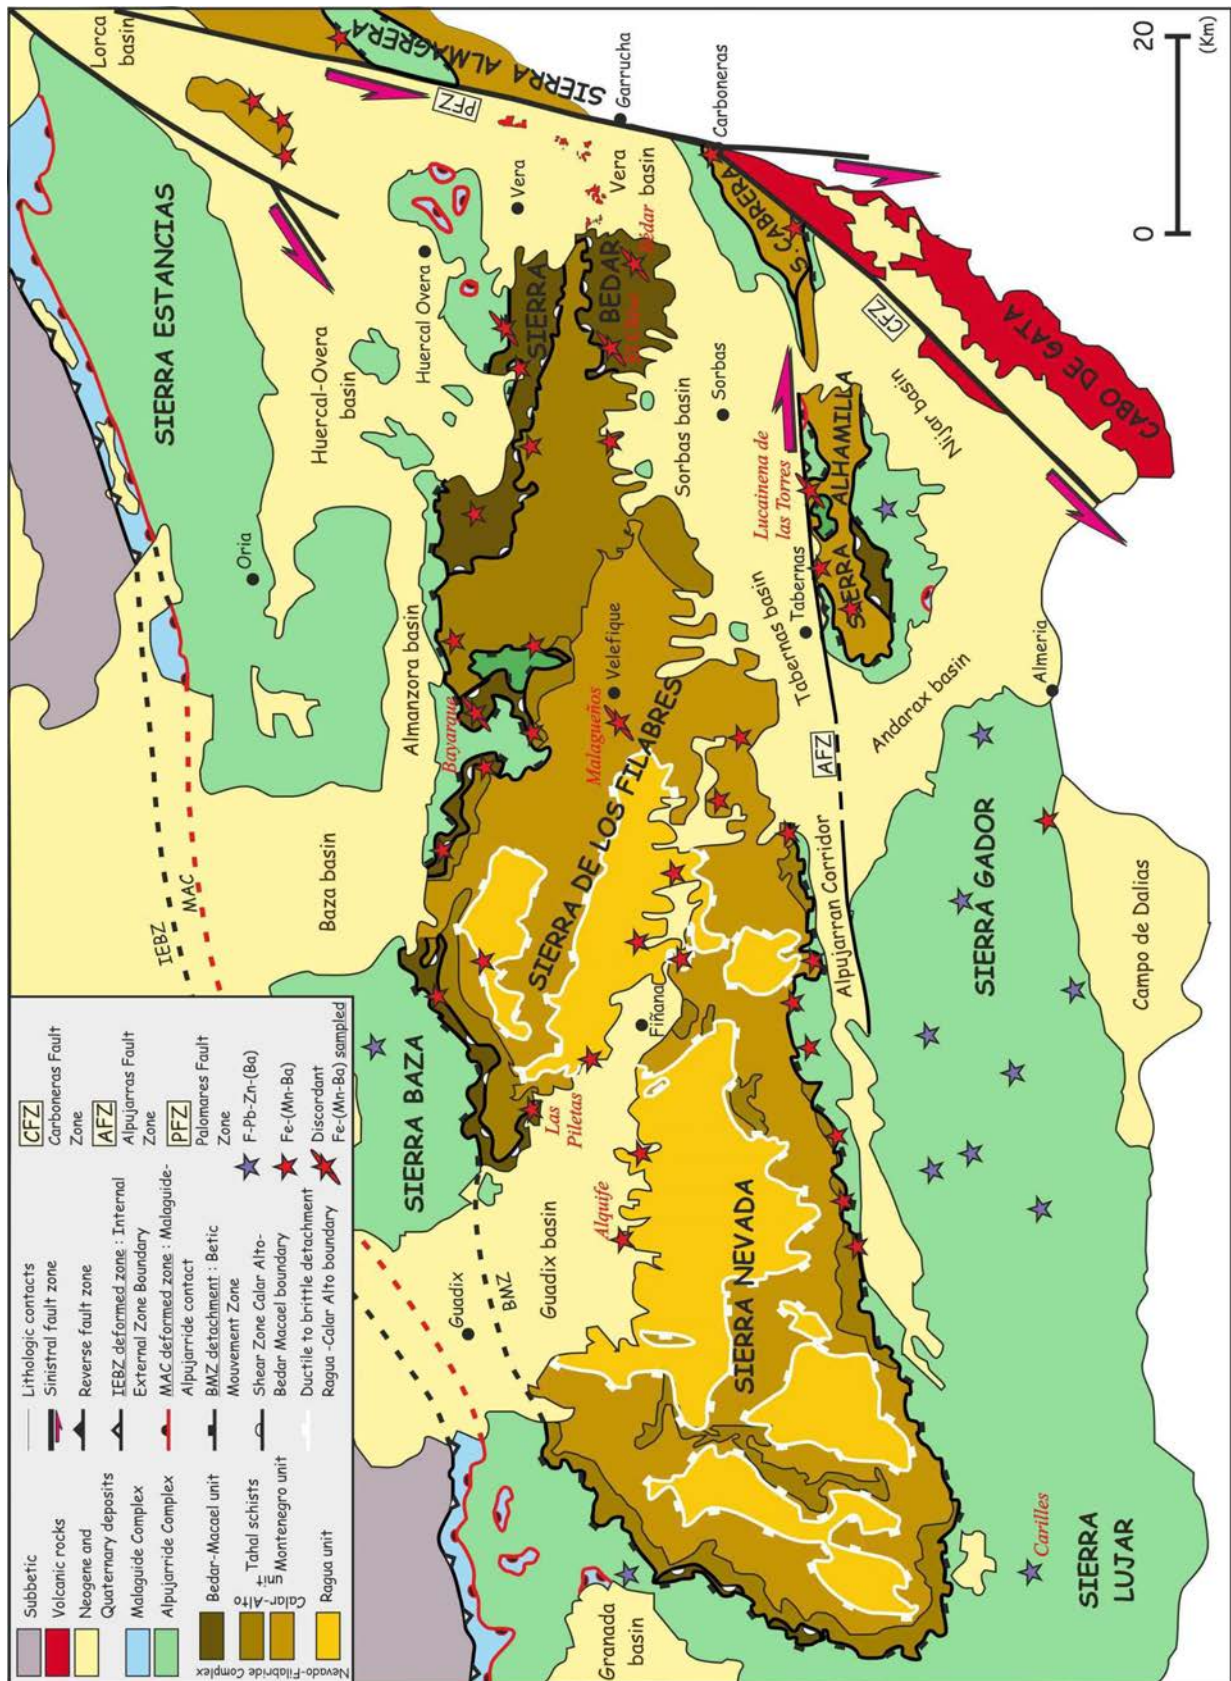 Subbetic
Volcanic rocks
Neogene and
Quaternary deposits
Malaguide Complex
Alpujarride Complex
Bedar-Macael unit
Tahal schists
Montenegro unit
Ragua unit
Calar-Alto
unit
Nevado-Filabride Complex
Lithologic contacts
Sinistral fault zone
Reverse fault zone
IEBZ deformed zone : Internal
External Zone Boundary
MAC deformed zone : Malaguide-
Alpujarride contact
BMZ detachment : Betic
Mouvement Zone
Shear Zone Calar Alto-
Bedar Macael boundary
Ductile to brittle detachment
Ragua -Calar Alto boundary
CFZ
Carboneras Fault
Zone
AFZ
Alpujarras Fault
Zone
PFZ
Palomares Fault
Zone
F-Pb-Zn-(Ba)
Fe-(Mn-Ba)
Discordant
Fe-(Mn-Ba) sampled
IEBZ
MAC
Baza basin
SIERRA BAZA
Guadix
BMZ
Guadix basin
Granada
basin
Las
Piletas
Alquife
Fiñana
SIERRA NEVADA
SIERRA
LUJAR
Carilles
SIERRA GADOR
Campo de Dalias
Alpujarran Corridor
AFZ
Andarax basin
Almeria
Tabernas basin
Tabernas
Almanzora basin
Bayarque
Malagueños
Velefique
SIERRA DE LOS FILABRES
Oria
SIERRA ESTANCIAS
Huercal-Overa
basin
Huercal Overa
Lorca
basin
SIERRA ALMAGRERA
SIERRA
PFZ
Garrucha
Vera
Vera
basin
Bédar
SIERRA
BEDAR
Sorbas
Sorbas basin
Lucainena de
las Torres
SIERRA ALHAMILLA
S. CABRERA
Carboneras
CFZ
Nijar basin
CABO DE GATA
0
20
(Km)